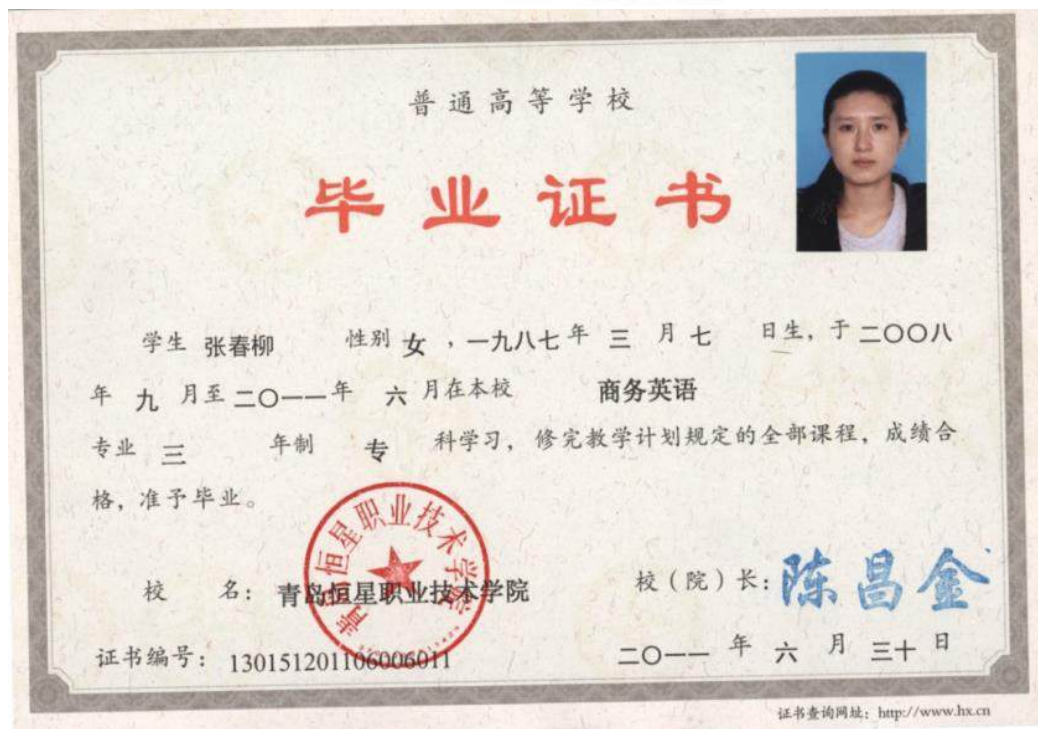 普通高等学校
毕业证书
学生 张春柳 性别 女 ，一九八七 年 三 月 七 日生，于 二〇〇八
年 九 月至 二〇一一 年 六 月在本校 商务英语
专业 三 年制 专 科学习，修完教学计划规定的全部课程，成绩合
格，准予毕业。
青岛恒星职业技术学院
校 名：青岛恒星职业技术学院 校（院）长：陈昌金
证书编号：130151201106006011 二〇一一 年 六 月 三十 日
证书查询网址：http://www.hx.cn